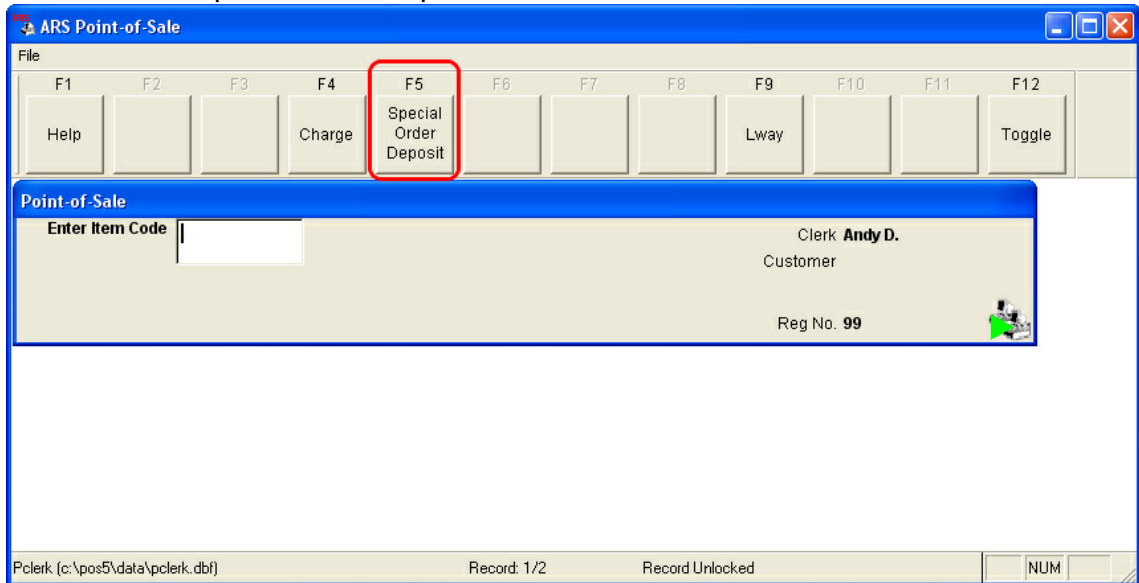 ARS Point-of-Sale
File
F1 F2 F3 F4 F5 F6 F7 F8 F9 F10 F11 F12
Help Charge Special Order Deposit Lway Toggle
Point-of-Sale
Enter Item Code
Clerk Andy D.
Customer
Reg No. 99
Pclerk (c:\pos5\data\pclerk.dbf) Record: 1/2 Record Unlocked NUM